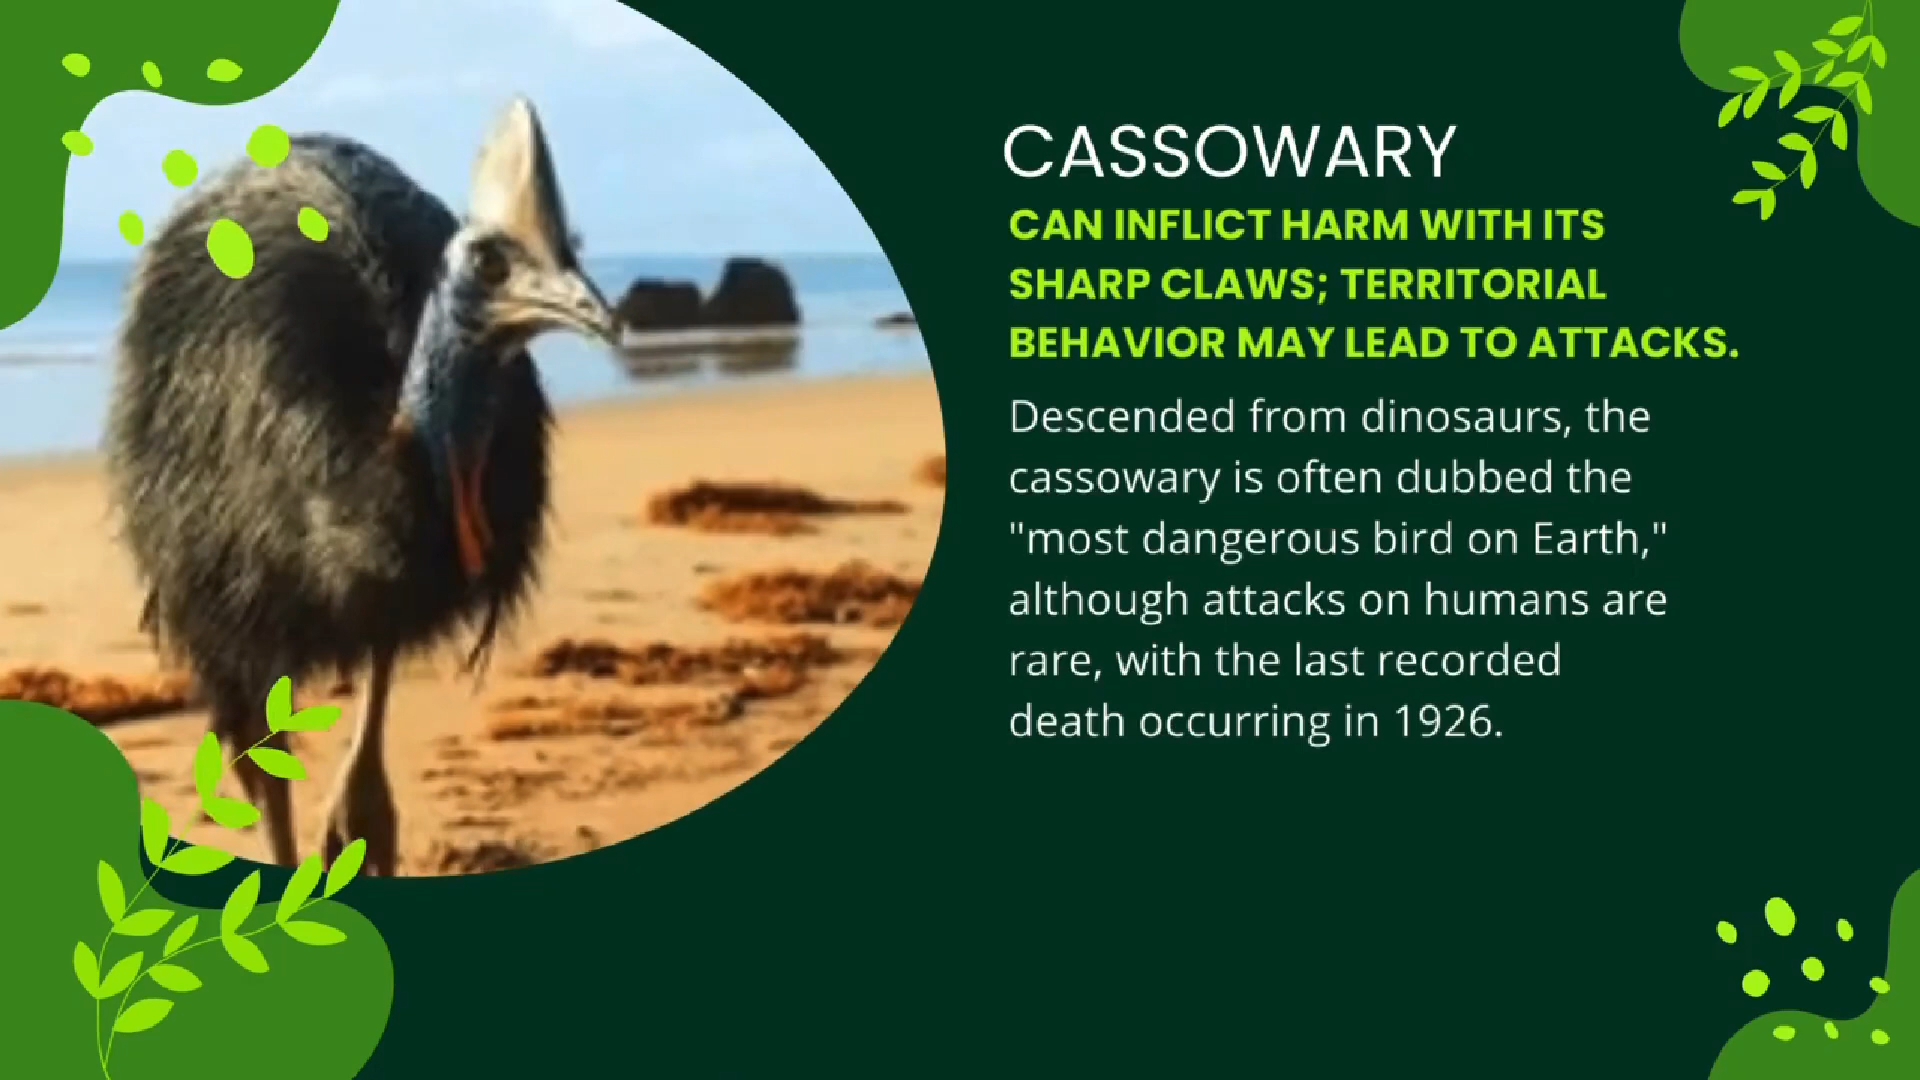 CASSOWARY
CAN INFLICT HARM WITH ITS
SHARP CLAWS; TERRITORIAL
BEHAVIOR MAY LEAD TO ATTACKS.
Descended from dinosaurs, the
cassowary is often dubbed the
"most dangerous bird on Earth,"
although attacks on humans are
rare, with the last recorded
death occurring in 1926.